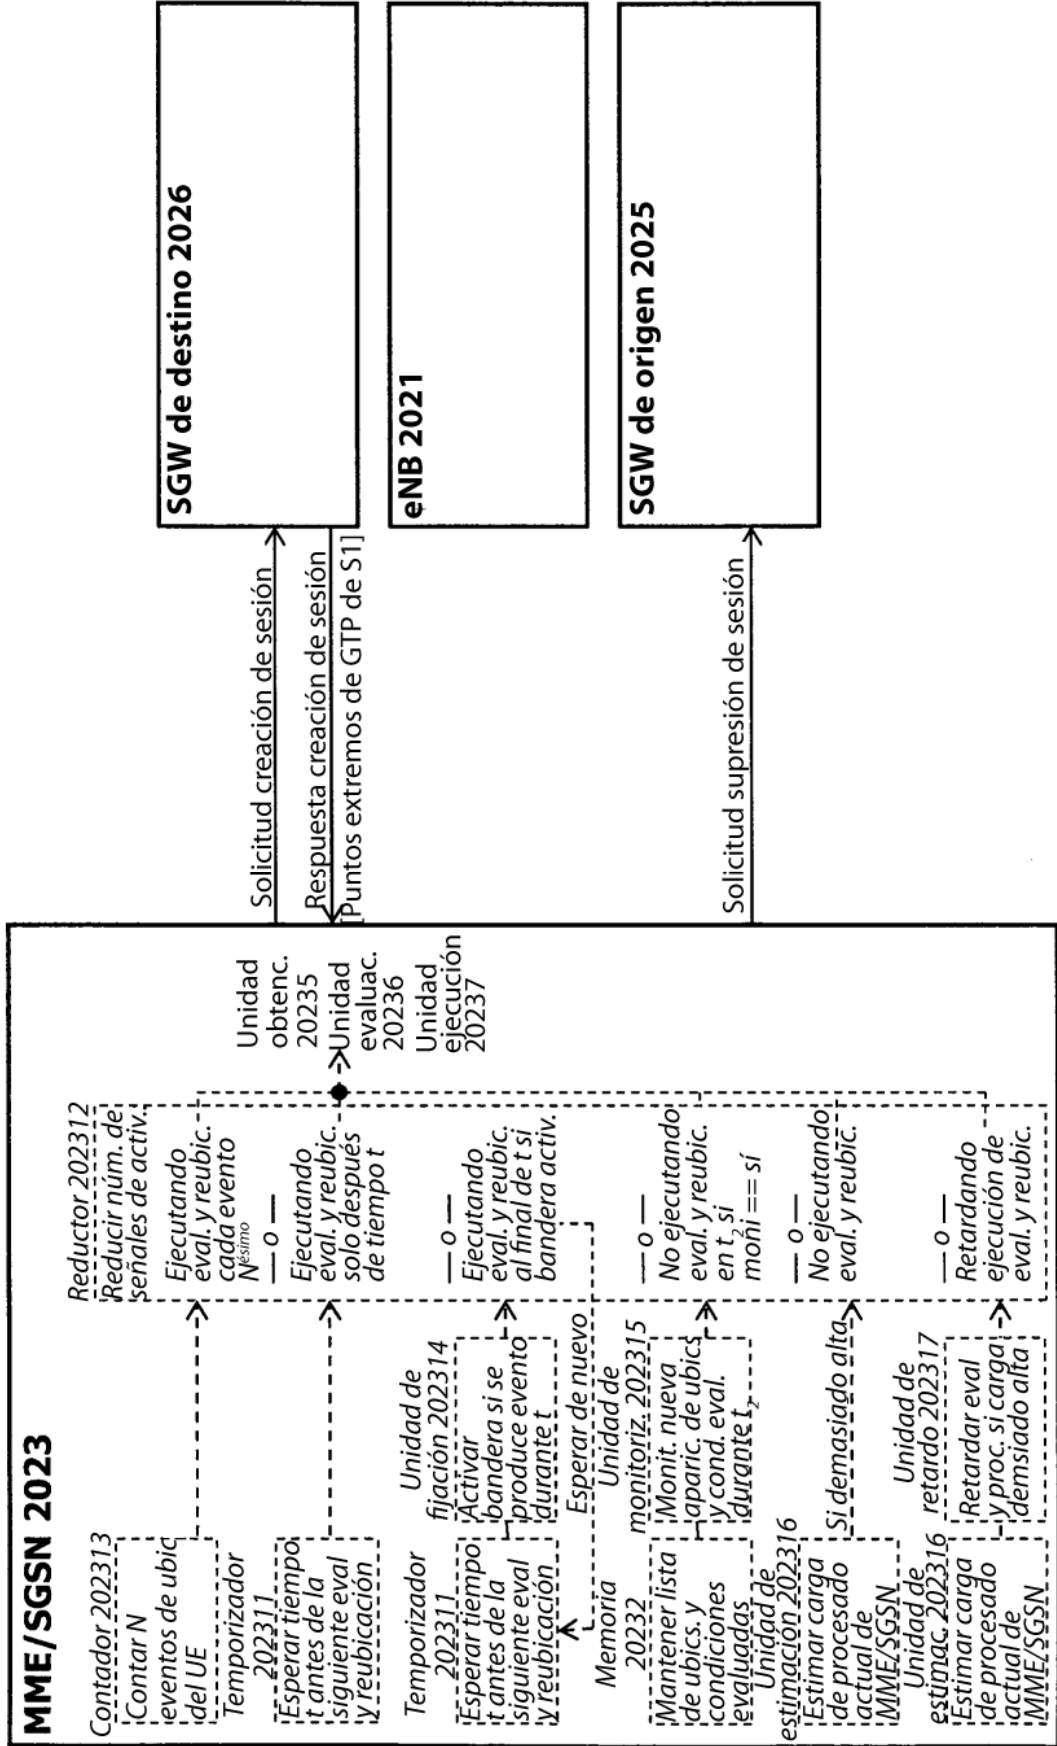 MME/SGSN 2023
Contador 202313
Contar N
eventos de ubic
del UE
Temporizador
202311
Esperar tiempo
t antes de la
siguiente eval
y reubicación
Temporizador
202311
Esperar tiempo
t antes de la
siguiente eval
y reubicación
Unidad de
fijación 202314
Activar
bandera si se
produce evento
durante t
Esperar de nuevo
Memoria
20232
Mantener lista
de ubics. y
condiciones
evaluadas
Unidad de
monitoriz. 202315
Monit. nueva
aparic. de ubics
y cond. eval.
durante t2
Unidad de
estimación 202316
Estimar carga
de procesado
actual de
MME/SGSN
Si demasiado alta
Unidad de
estimac. 202316
Estimar carga
de procesado
actual de
MME/SGSN
Unidad de
retardo 202317
Retardar eval
y proc. si carga
demsiado alta
Reductor 202312
Reducir núm. de
señales de activ.
Ejecutando
eval. y reubic.
cada evento
Nésimo
— o —
Ejecutando
eval. y reubic.
solo después
de tiempo t
— o —
Ejecutando
eval. y reubic.
al final de t si
bandera activ.
— o —
No ejecutando
eval. y reubic.
en t2 si
moni == sí
— o —
No ejecutando
eval. y reubic.
— o —
Retardando
ejecución de
eval. y reubic.
Unidad
obtenc.
20235
Unidad
evaluac.
20236
Unidad
ejecución
20237
Solicitud creación de sesión
Respuesta creación de sesión
[Puntos extremos de GTP de S1]
Solicitud supresión de sesión
SGW de destino 2026
eNB 2021
SGW de origen 2025